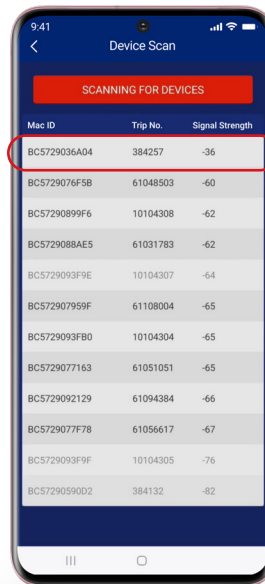 9:41
Device Scan
SCANNING FOR DEVICES
Mac ID Trip No. Signal Strength
BC5729036A04 384257 -36
BC5729076F5B 61048503 -60
BC57290899F6 10104308 -62
BC5729088AE5 61031783 -62
BC5729093F9E 10104307 -64
BC572907959F 61108004 -65
BC5729093FB0 10104304 -65
BC5729077163 61051051 -65
BC5729092129 61094384 -66
BC5729077F78 61056617 -67
BC5729093F9F 10104305 -76
BC57290590D2 384132 -82